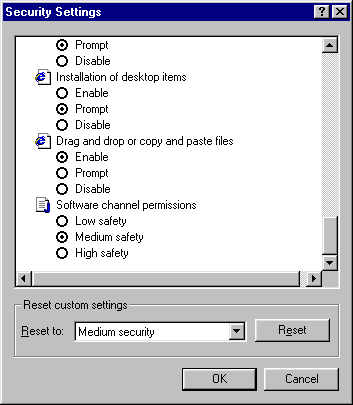 Security Settings
Prompt
Disable
Installation of desktop items
Enable
Prompt
Disable
Drag and drop or copy and paste files
Enable
Prompt
Disable
Software channel permissions
Low safety
Medium safety
High safety
Reset custom settings
Reset to: Medium security Reset
OK Cancel